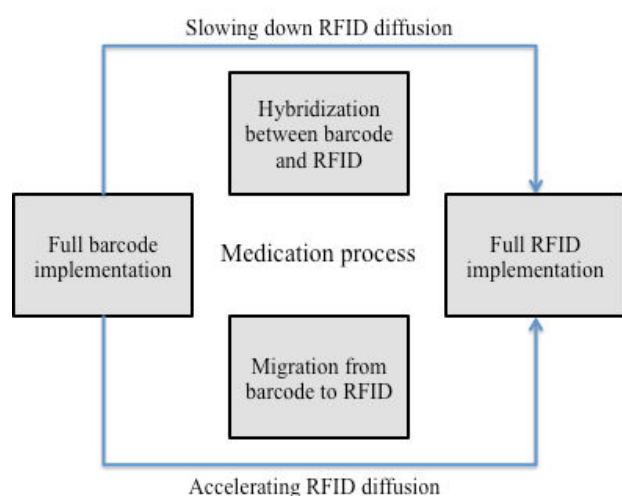 Slowing down RFID diffusion
Hybridization
between barcode
and RFID
Full barcode
implementation
Medication process
Full RFID
implementation
Migration from
barcode to RFID
Accelerating RFID diffusion